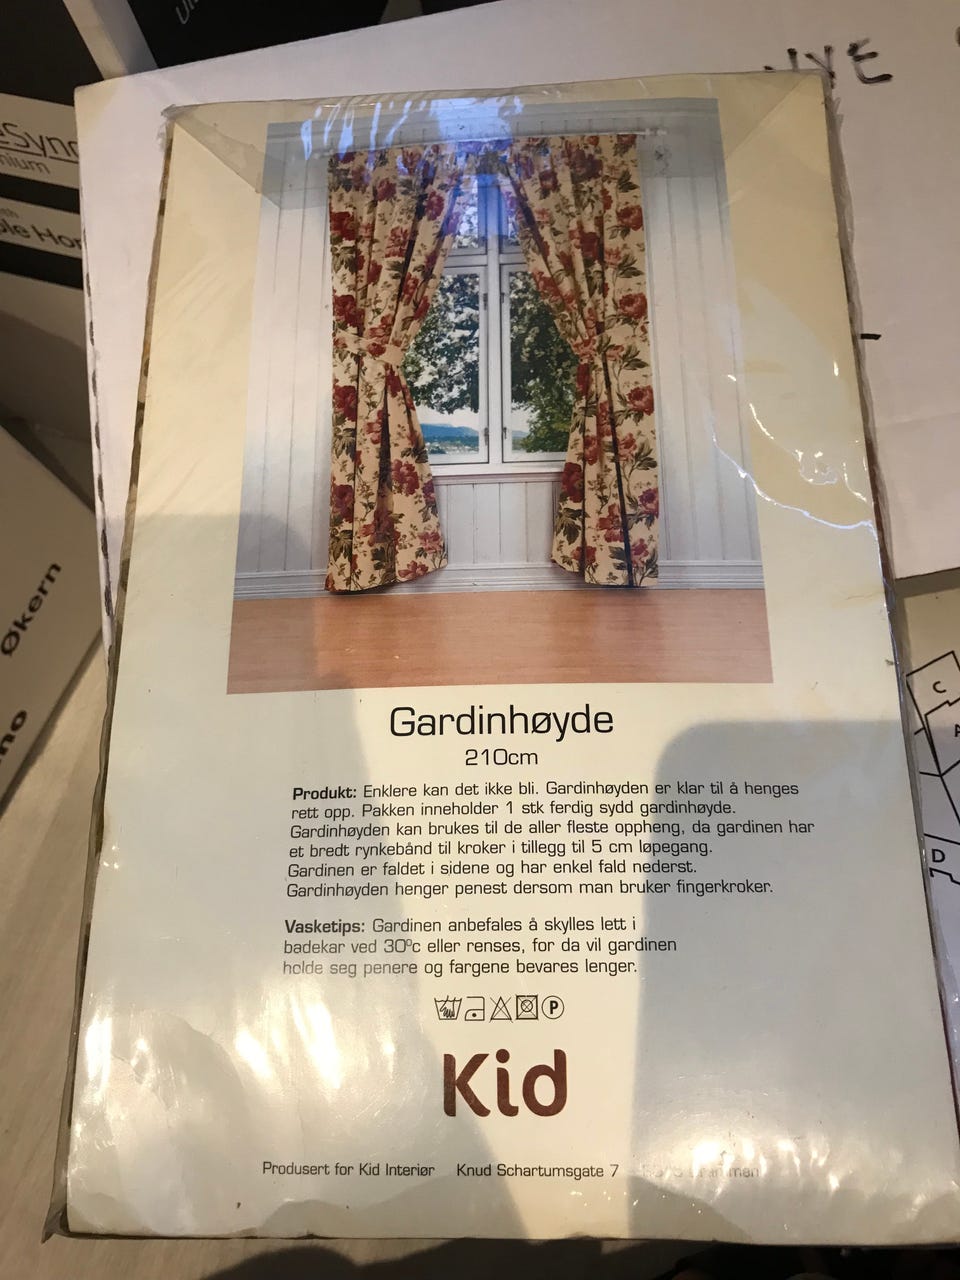 NYE
mium
Økern
C
D
Gardinhøyde
210cm
Produkt: Enklere kan det ikke bli. Gardinhøyden er klar til å henges
rett opp. Pakken inneholder 1 stk ferdig sydd gardinhøyde.
Gardinhøyden kan brukes til de aller fleste oppheng, da gardinen har
et bredt rynkebånd til kroker i tillegg til 5 cm løpegang.
Gardinen er faldet i sidene og har enkel fald nederst.
Gardinhøyden henger penest dersom man bruker fingerkroker.
Vasketips: Gardinen anbefales å skylles lett i
badekar ved 30ºc eller renses, for da vil gardinen
holde seg penere og fargene bevares lenger.
P
Kid
Produsert for Kid Interiør Knud Schartumsgate 7